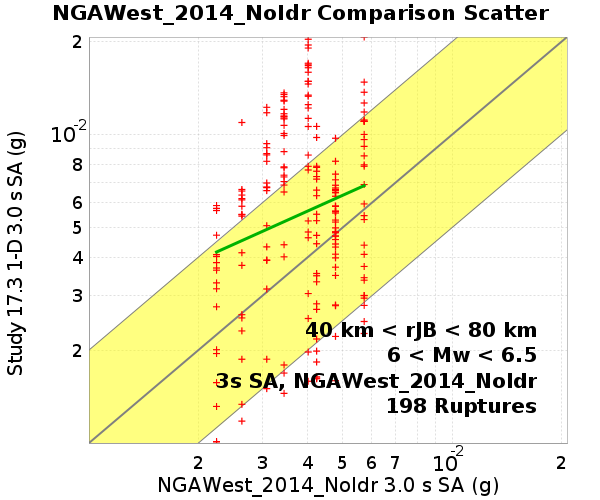 NGAWest_2014_NoIdr Comparison Scatter
Study 17.3 1-D 3.0 s SA (g)
2
10^-2
8
6
5
4
3
2
40 km < rJB < 80 km
6 < Mw < 6.5
3s SA, NGAWest_2014_NoIdr
198 Ruptures
2 3 4 5 6 7 10^-2 2
NGAWest_2014_NoIdr 3.0 s SA (g)